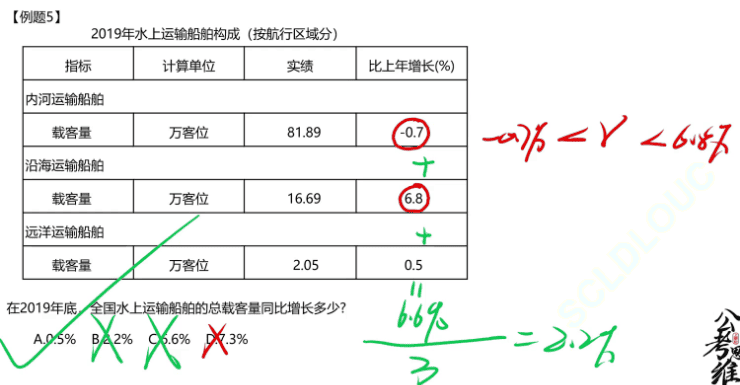 【例题5】
2019年水上运输船舶构成（按航行区域分）
指标 计算单位 实绩 比上年增长(%)
内河运输船舶
载客量 万客位 81.89 -0.7
-0.7% < r < 6.8%
沿海运输船舶
+
载客量 万客位 16.69 6.8
远洋运输船舶
+
载客量 万客位 2.05 0.5
在2019年底，全国水上运输船舶的总载客量同比增长多少?
A.0.5% B.2.2% C.6.6% D.7.3%
=
6.6%
3
=2.2%
SCLDLOUC
公考思维